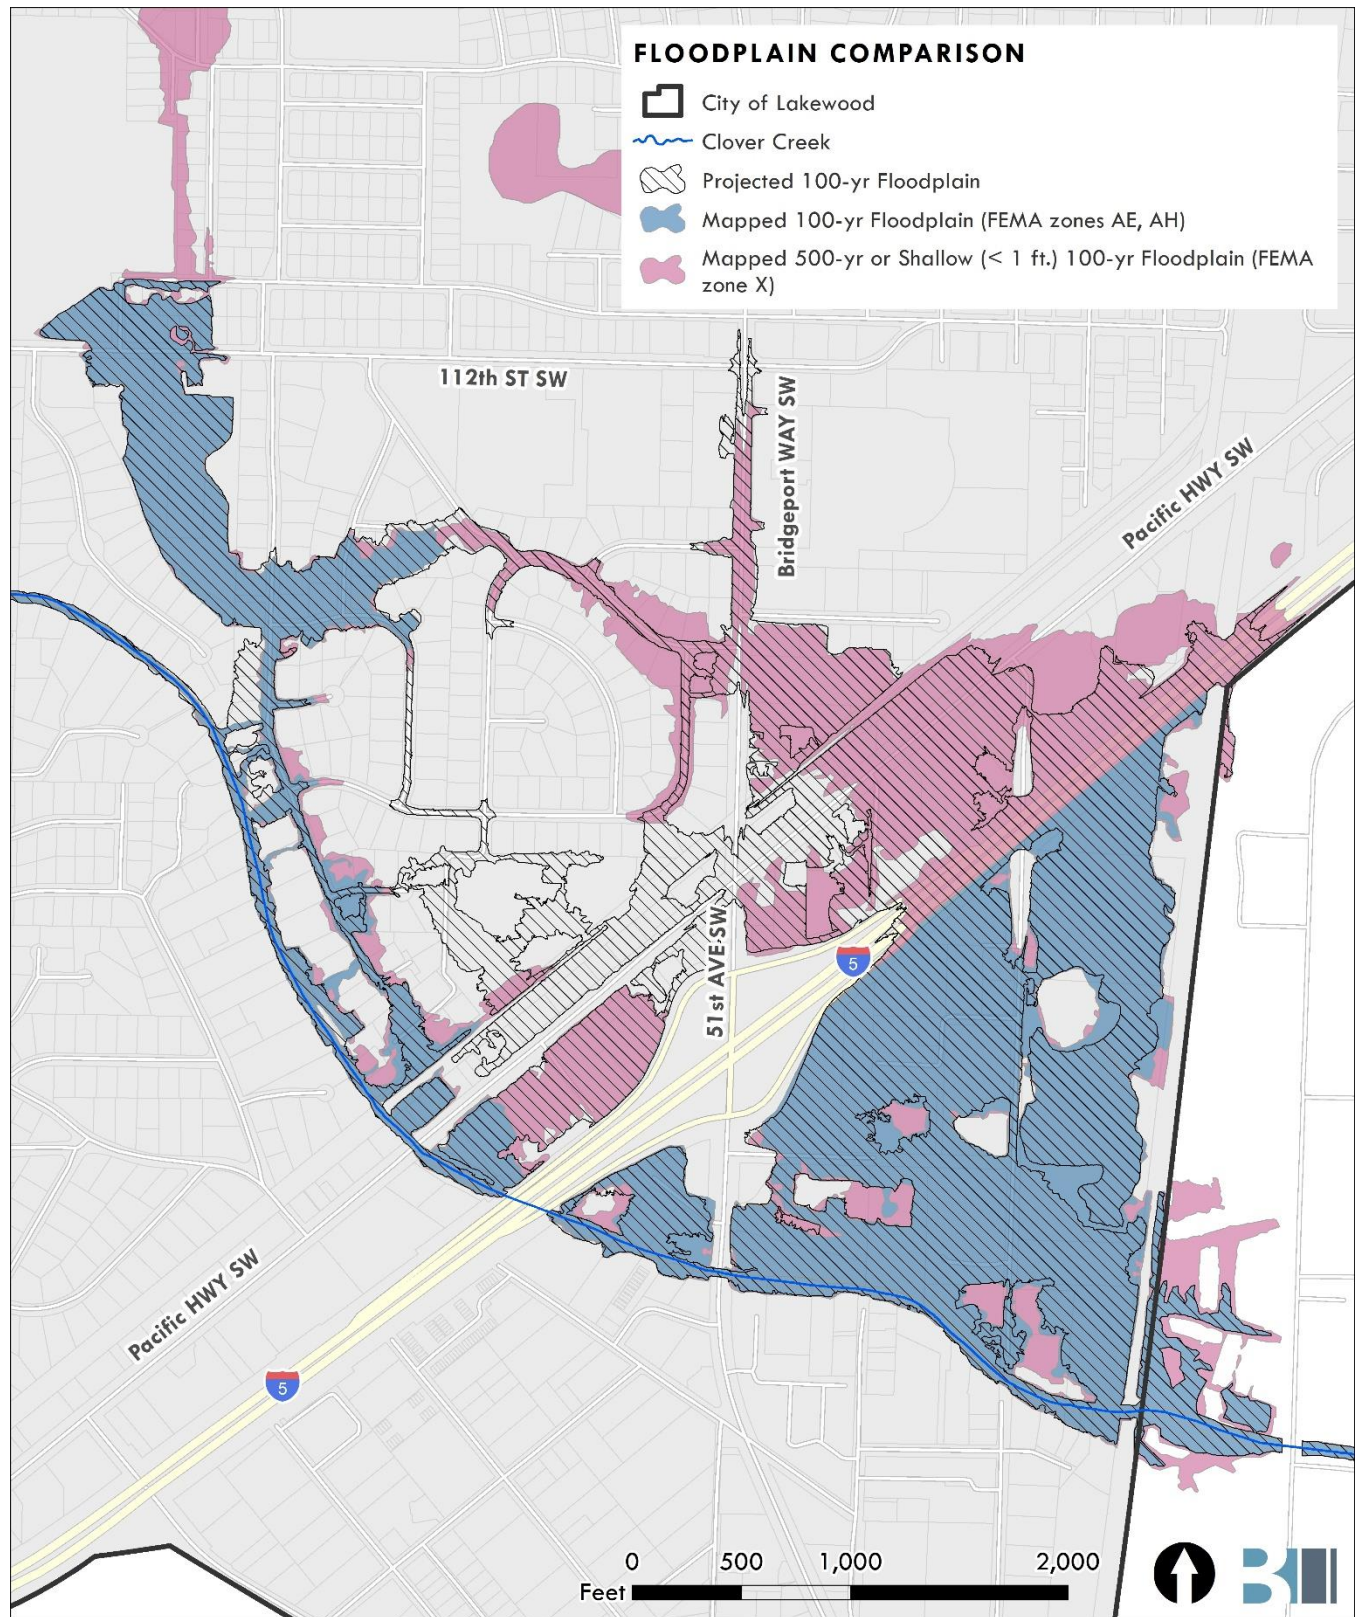 FLOODPLAIN COMPARISON
City of Lakewood
Clover Creek
Projected 100-yr Floodplain
Mapped 100-yr Floodplain (FEMA zones AE, AH)
Mapped 500-yr or Shallow (< 1 ft.) 100-yr Floodplain (FEMA
zone X)
112th ST SW
Bridgeport WAY SW
Pacific HWY SW
51st AVE SW
5
Pacific HWY SW
5
0 500 1,000 2,000
Feet